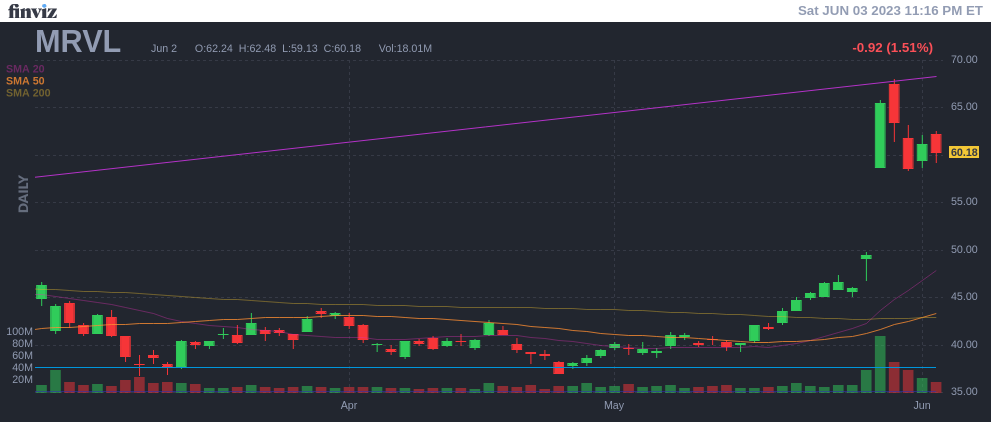 finviz
Sat JUN 03 2023 11:16 PM ET
MRVL
Jun 2 O:62.24 H:62.48 L:59.13 C:60.18 Vol:18.01M
-0.92 (1.51%)
SMA 20
SMA 50
SMA 200
DAILY
70.00
65.00
60.18
55.00
50.00
45.00
40.00
35.00
100M
80M
60M
40M
20M
Apr May Jun